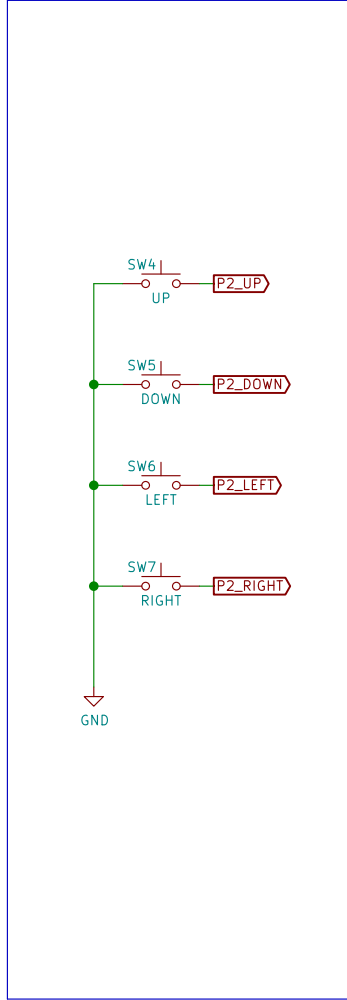 SW4
P2_UP
UP
SW5
P2_DOWN
DOWN
SW6
P2_LEFT
LEFT
SW7
P2_RIGHT
RIGHT
GND